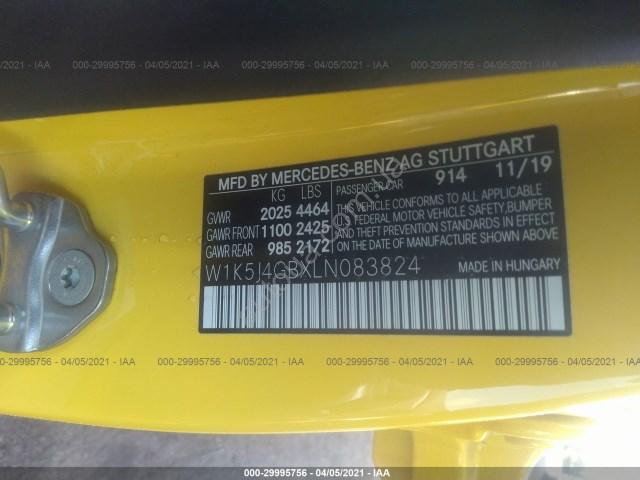 000-29995756 - 04/05/2021 - IAA 000-29995756 - 04/05/2021 - IAA 000-29995756 - 04/05/2021 - IAA
MFD BY MERCEDES-BENZ AG STUTTGART
KG LBS PASSENGER CAR 914 11/19
GVWR 2025 4464
GAWR FRONT 1100 2425
GAWR REAR 985 2172
THIS VEHICLE CONFORMS TO ALL APPLICABLE
U.S. FEDERAL MOTOR VEHICLE SAFETY, BUMPER
AND THEFT PREVENTION STANDARDS IN EFFECT
ON THE DATE OF MANUFACTURE SHOWN ABOVE.
W1K5J4GBXLN083824 MADE IN HUNGARY
000-29995756 - 04/05/2021 - IAA 000-29995756 - 04/05/2021 - IAA 000-29995756 - 04/05/2021 - IAA
000-29995756 - 04/05/2021 - IAA